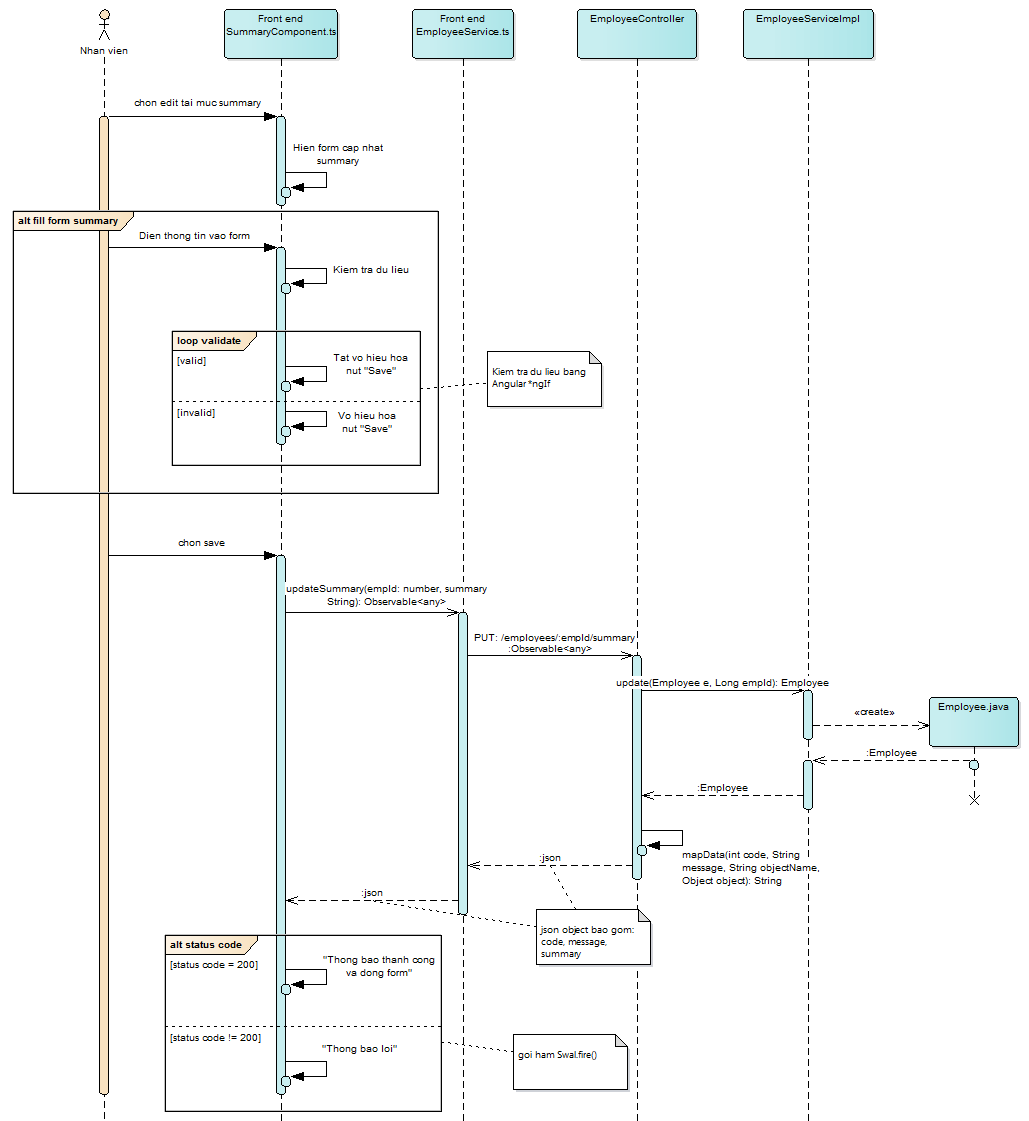 Nhan vien
Front end
SummaryComponent.ts
Front end
EmployeeService.ts
EmployeeController
EmployeeServiceImpl
chon edit tai muc summary
Hien form cap nhat
summary
alt fill form summary
Dien thong tin vao form
Kiem tra du lieu
loop validate
[valid]
Tat vo hieu hoa
nut "Save"
Kiem tra du lieu bang
Angular *ngIf
[invalid]
Vo hieu hoa
nut "Save"
chon save
updateSummary(empId: number, summary
String): Observable<any>
PUT: /employees/:empId/summary
:Observable<any>
update(Employee e, Long empId): Employee
«create»
Employee.java
:Employee
:Employee
mapData(int code, String
message, String objectName,
Object object): String
:json
:json
json object bao gom:
code, message,
summary
alt status code
[status code = 200]
"Thong bao thanh cong
va dong form"
[status code != 200]
"Thong bao loi"
goi ham Swal.fire()